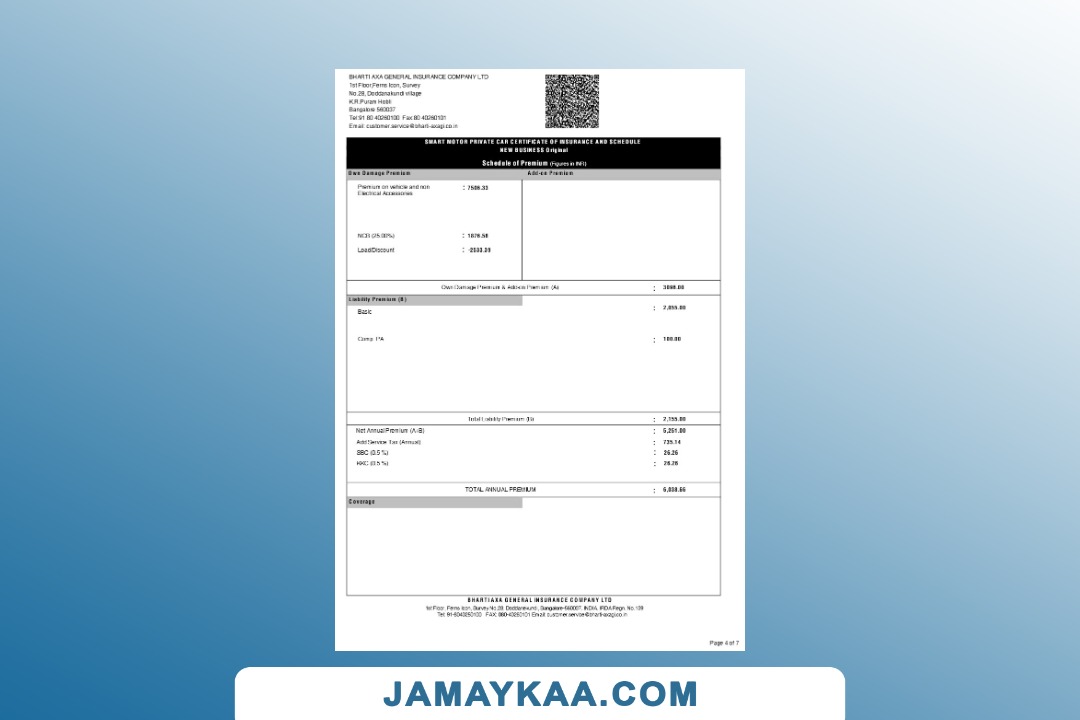 BHARTI AXA GENERAL INSURANCE COMPANY LTD
1st Floor,Ferns Icon, Survey
No.28, Doddanakundi village
K.R.Puram Hobli
Bangalore 560037
Tel:91 80 40260100 Fax 80 40260101
Email: customer.service@bharti-axagi.co.in
SMART MOTOR PRIVATE CAR CERTIFICATE OF INSURANCE AND SCHEDULE
NEW BUSINESS Original
Schedule of Premium (Figures in INR)
Own Damage Premium Add-on Premium
Premium on vehicle and non : 7506.33
Electrical Accessories
NCB (25.00%) : 1876.58
Load/Discount :
Own Damage Premium & Add-on Premium (A) : 3096.00
Liability Premium (B)
Basic : 2,055.00
Comp. PA : 100.00
Total Liability Premium (B) : 2,155.00
Net Annual Premium (A+B) : 5,251.00
Add Service Tax (Annual) : 735.14
SBC (0.5 %) : 26.26
KKC (0.5 %) : 26.26
TOTAL ANNUAL PREMIUM : 6,038.66
Coverage
BHARTI AXA GENERAL INSURANCE COMPANY LTD
1st Floor, Ferns Icon, Survey No.28, Doddanekundi, Bangalore-560037, INDIA. IRDA Regn. No.139
Tel: 91-8040260100 FAX: 080-40260101 Email: customer.service@bharti-axagi.co.in
Page 4 of 7
JAMAYKAA.COM